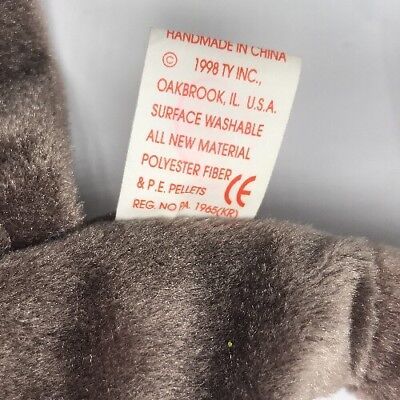 HANDMADE IN CHINA
© 1998 TY INC.,
OAKBROOK, IL. U.S.A.
SURFACE WASHABLE
ALL NEW MATERIAL
POLYESTER FIBER
& P.E. PELLETS CE
REG. NO PA. 1965(KR)